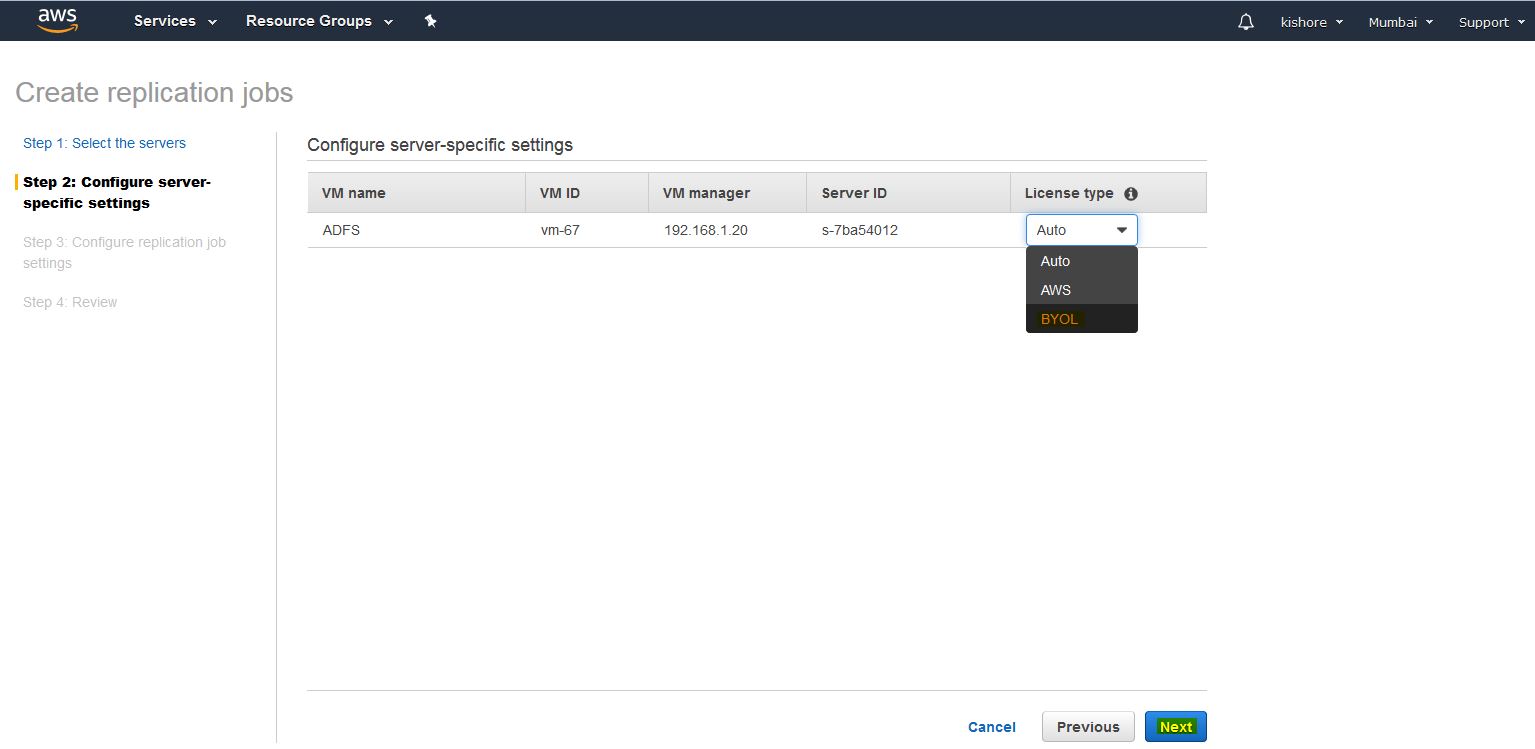 aws Services Resource Groups kishore Mumbai Support
Create replication jobs
Step 1: Select the servers
Step 2: Configure server-
specific settings
Step 3: Configure replication job
settings
Step 4: Review
Configure server-specific settings
VM name VM ID VM manager Server ID License type
ADFS vm-67 192.168.1.20 s-7ba54012 Auto
Auto
AWS
BYOL
Cancel Previous Next